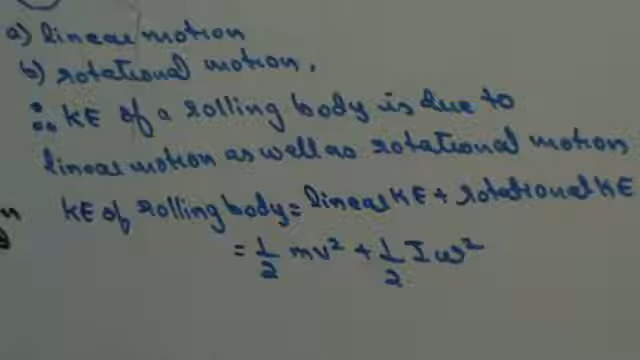 a) linear motion
b) rotational motion,
∴ KE of a rolling body is due to
linear motion as well as rotational motion
KE of rolling body = linear KE + rotational KE
= 1/2 mv² + 1/2 I ω²